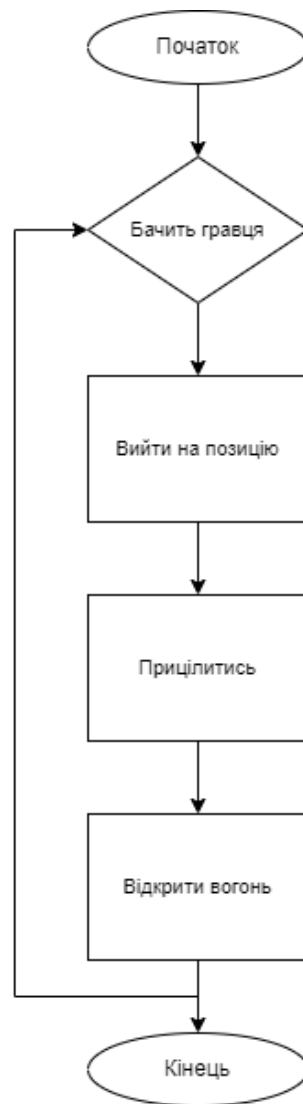 Початок
Бачить гравця
Вийти на позицію
Прицілитись
Відкрити вогонь
Кінець